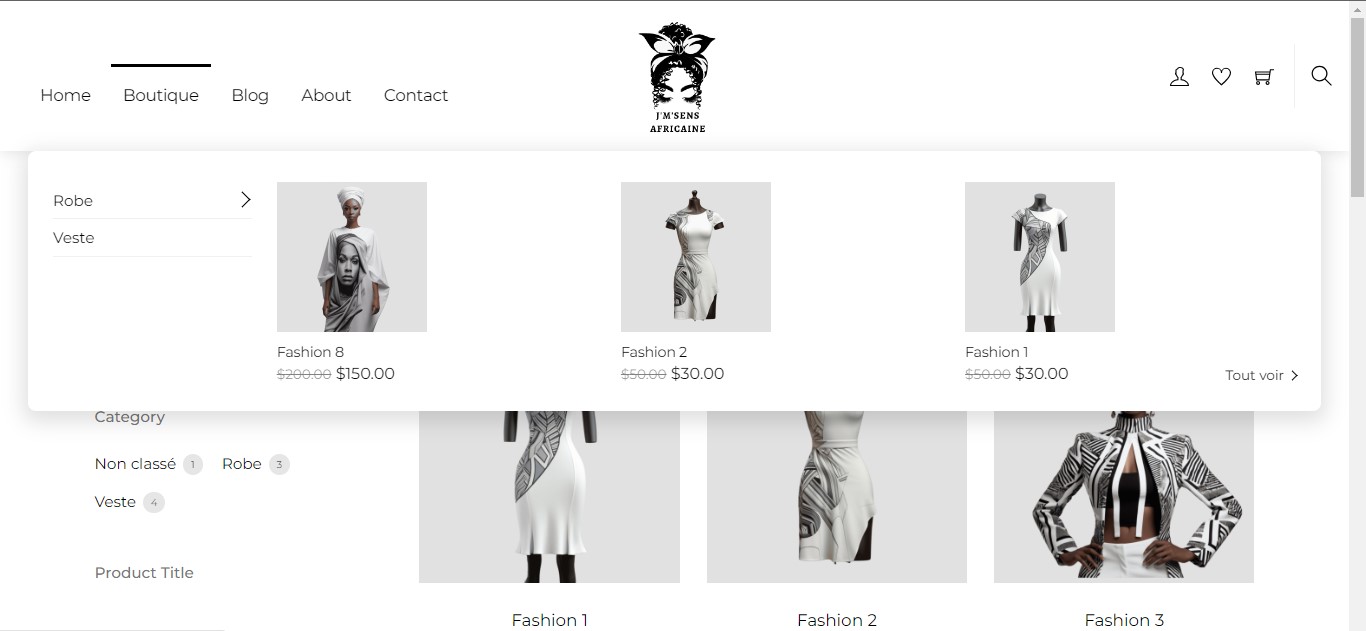 Home Boutique Blog About Contact
J'M'SENS
AFRICAINE
Robe
Veste
Fashion 8
$200.00 $150.00
Fashion 2
$50.00 $30.00
Fashion 1
$50.00 $30.00
Tout voir
Category
Non classé 1 Robe 3
Veste 4
Product Title
Fashion 1
Fashion 2
Fashion 3